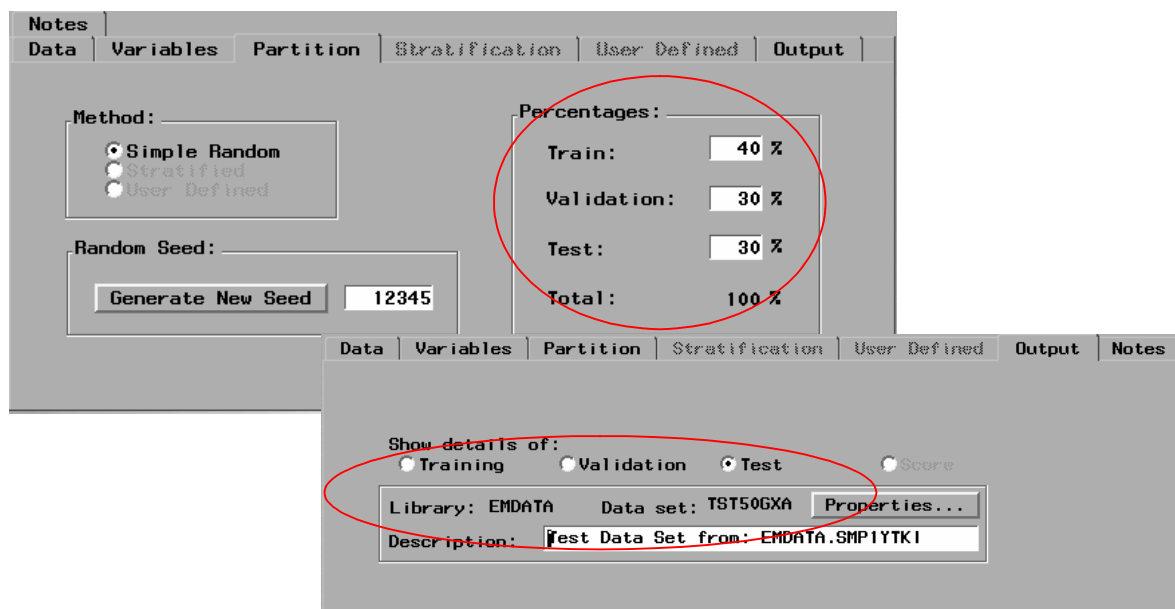 Notes
Data Variables Partition Stratification User Defined Output
Method:
Simple Random
Stratified
User Defined
Random Seed:
Generate New Seed 12345
Percentages:
Train: 40 %
Validation: 30 %
Test: 30 %
Total: 100 %
Data Variables Partition Stratification User Defined Output Notes
Show details of:
Training Validation Test Score
Library: EMDATA Data set: TST50GXA Properties...
Description: Test Data Set from: EMDATA.SMP1YTKI